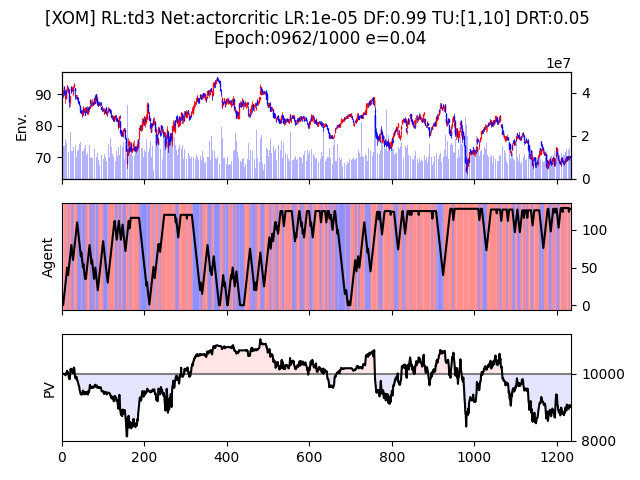 [XOM] RL:td3 Net:actorcritic LR:1e-05 DF:0.99 TU:[1,10] DRT:0.05
Epoch:0962/1000 e=0.04
1e7
Env.
90
80
70
4
2
0
Agent
100
50
0
PV
10000
8000
0 200 400 600 800 1000 1200